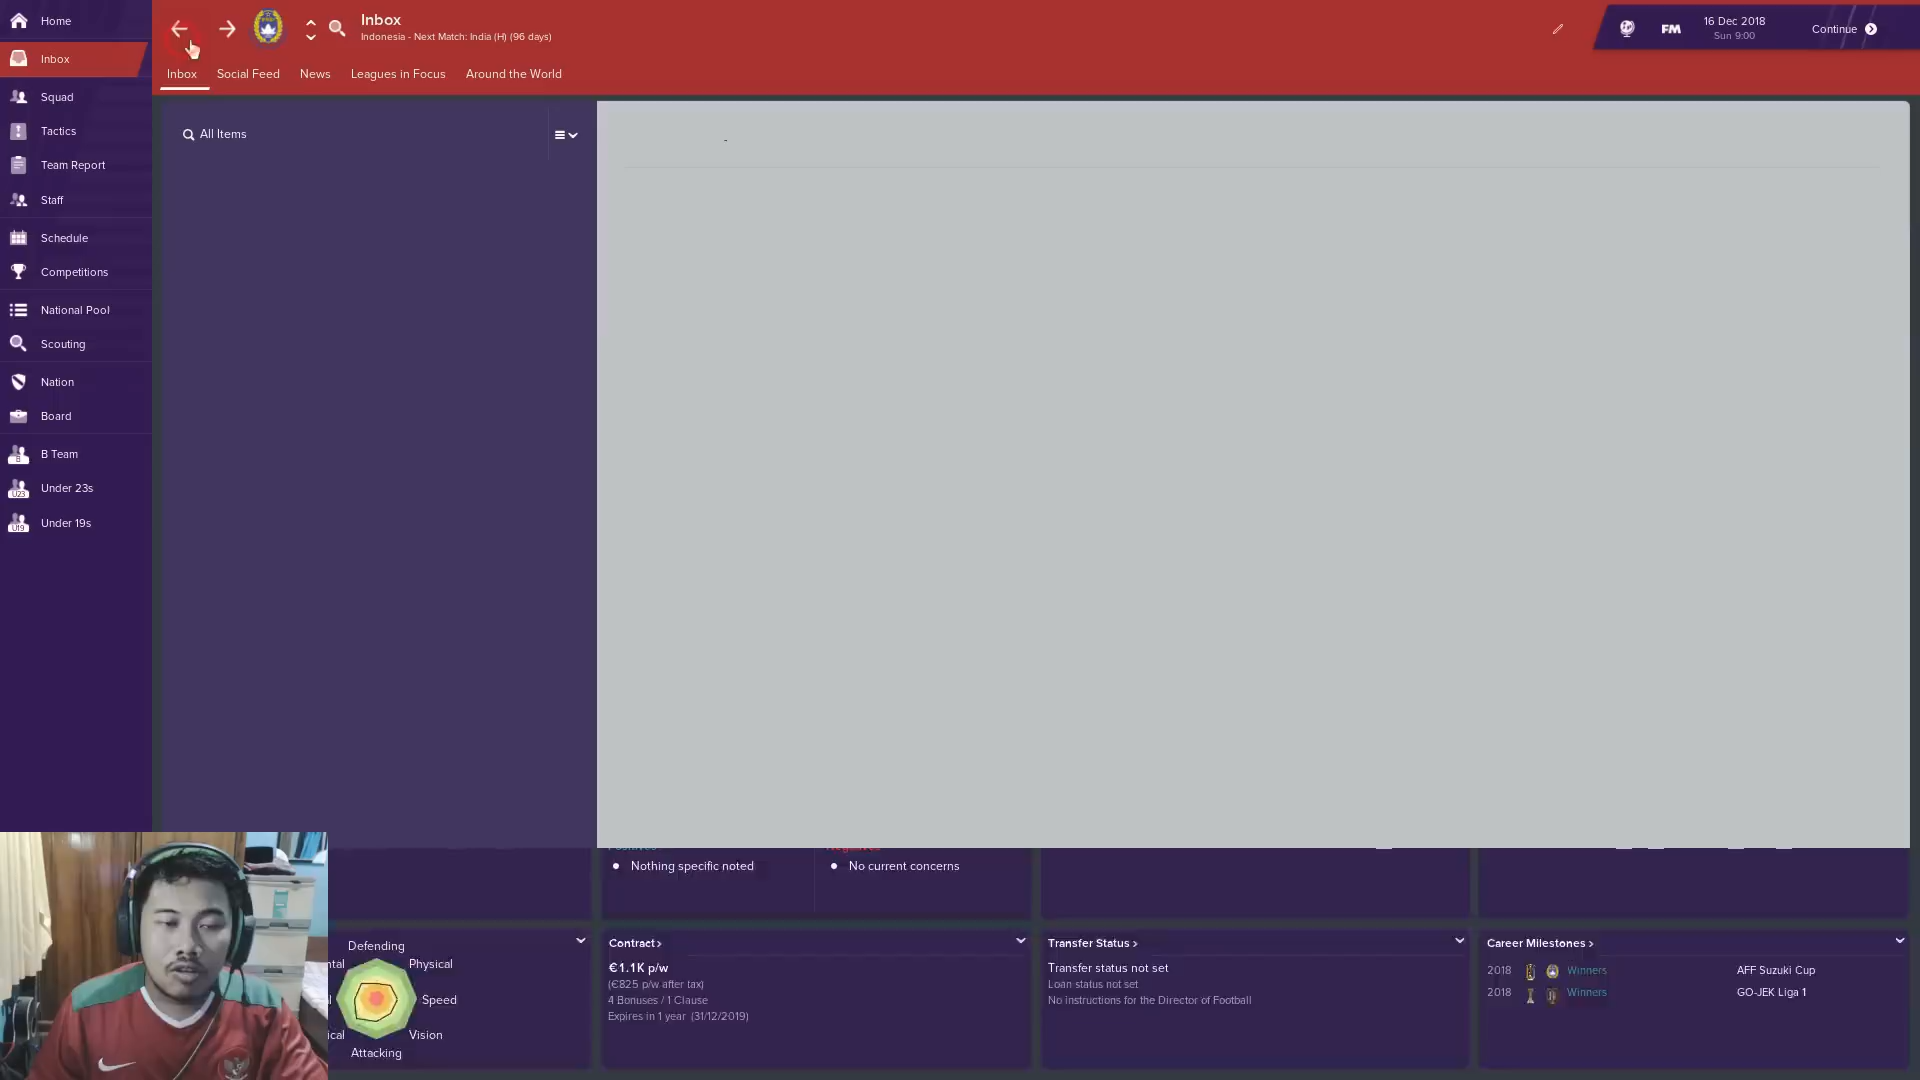 Home
Inbox
Squad
Tactics
Team Report
Staff
Schedule
Competitions
National Pool
Scouting
Nation
Board
B Team
Under 23s
Under 19s
Inbox
Indonesia - Next Match: India (H) (96 days)
FM
16 Dec 2018
Sun 9:00
Continue
Inbox Social Feed News Leagues in Focus Around the World
All Items
Nothing specific noted
No current concerns
Defending
Physical
Speed
Vision
Attacking
Contract >
€1.1K p/w
(€825 p/w after tax)
4 Bonuses / 1 Clause
Expires in 1 year (31/12/2019)
Transfer Status >
Transfer status not set
Loan status not set
No instructions for the Director of Football
Career Milestones >
2018 Winners AFF Suzuki Cup
2018 Winners GO-JEK Liga 1